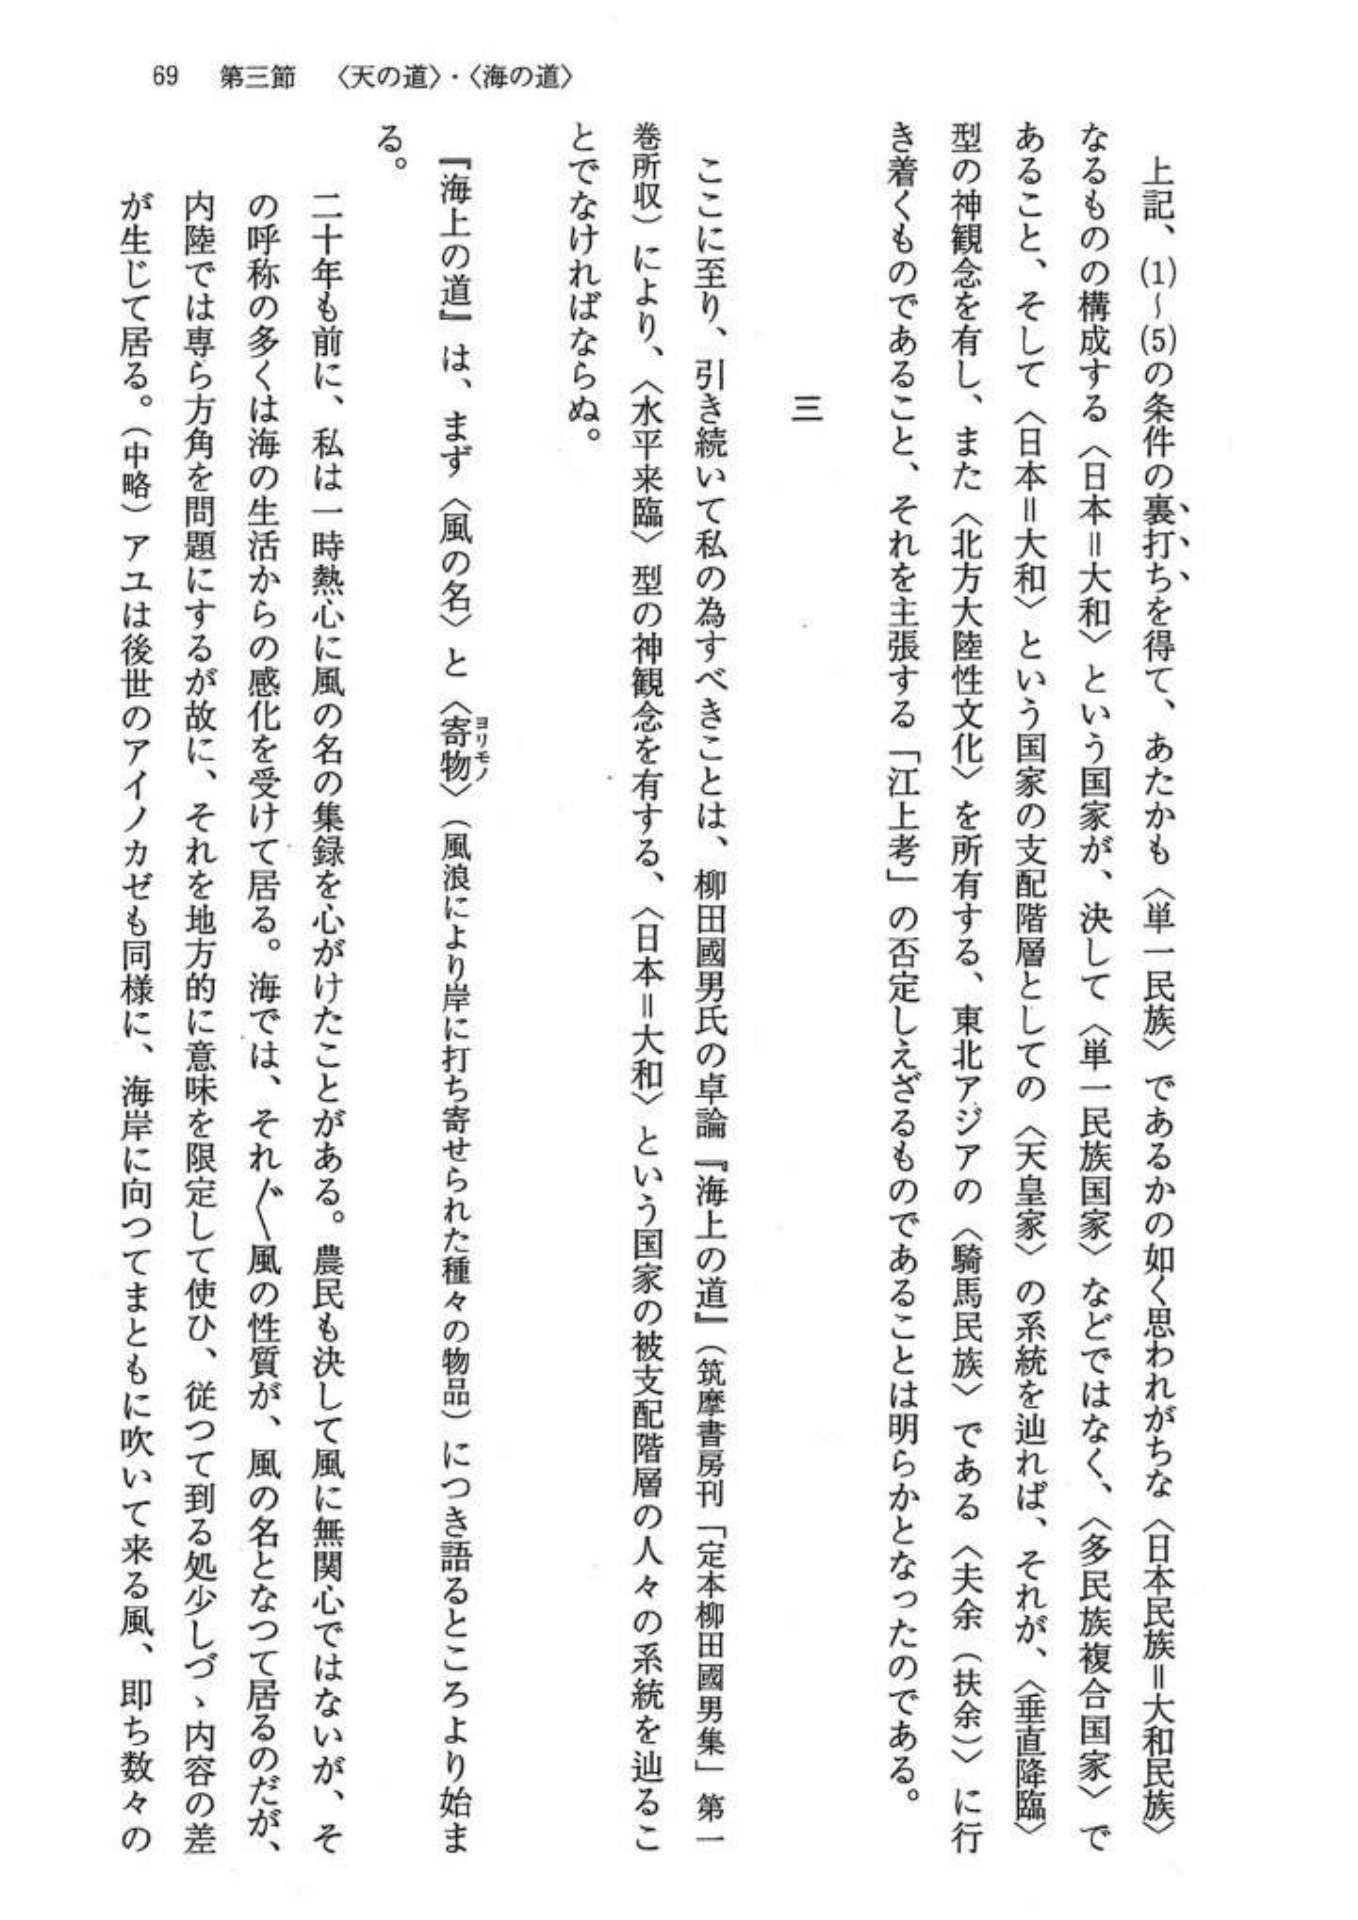 69　第三節　〈天の道〉・〈海の道〉
上記、(1)～(5)の条件の裏打ちを得て、あたかも〈単一民族〉であるかの如く思われがちな〈日本民族＝大和民族〉
なるものの構成する〈日本＝大和〉という国家が、決して〈単一民族国家〉などではなく、〈多民族複合国家〉で
あること、そして〈日本＝大和〉という国家の支配階層としての〈天皇家〉の系統を辿れば、それが、〈垂直降臨〉
型の神観念を有し、また〈北方大陸性文化〉を所有する、東北アジアの〈騎馬民族〉である〈夫余（扶余）〉に行
き着くものであること、それを主張する「江上考」の否定しえざるものであることは明らかとなったのである。
三
ここに至り、引き続いて私の為すべきことは、柳田國男氏の卓論『海上の道』（筑摩書房刊「定本柳田國男集」第一
巻所収）により、〈水平来臨〉型の神観念を有する、〈日本＝大和〉という国家の被支配階層の人々の系統を辿るこ
とでなければならぬ。
『海上の道』は、まず〈風の名〉と〈寄物ヨリモノ〉（風浪により岸に打ち寄せられた種々の物品）につき語るところより始ま
る。
二十年も前に、私は一時熱心に風の名の集録を心がけたことがある。農民も決して風に無関心ではないが、そ
の呼称の多くは海の生活からの感化を受けて居る。海では、それ〴〵風の性質が、風の名となつて居るのだが、
内陸では専ら方角を問題にするが故に、それを地方的に意味を限定して使ひ、従つて到る処少しづゝ内容の差
が生じて居る。（中略）アユは後世のアイノカゼも同様に、海岸に向つてまともに吹いて来る風、即ち数々の